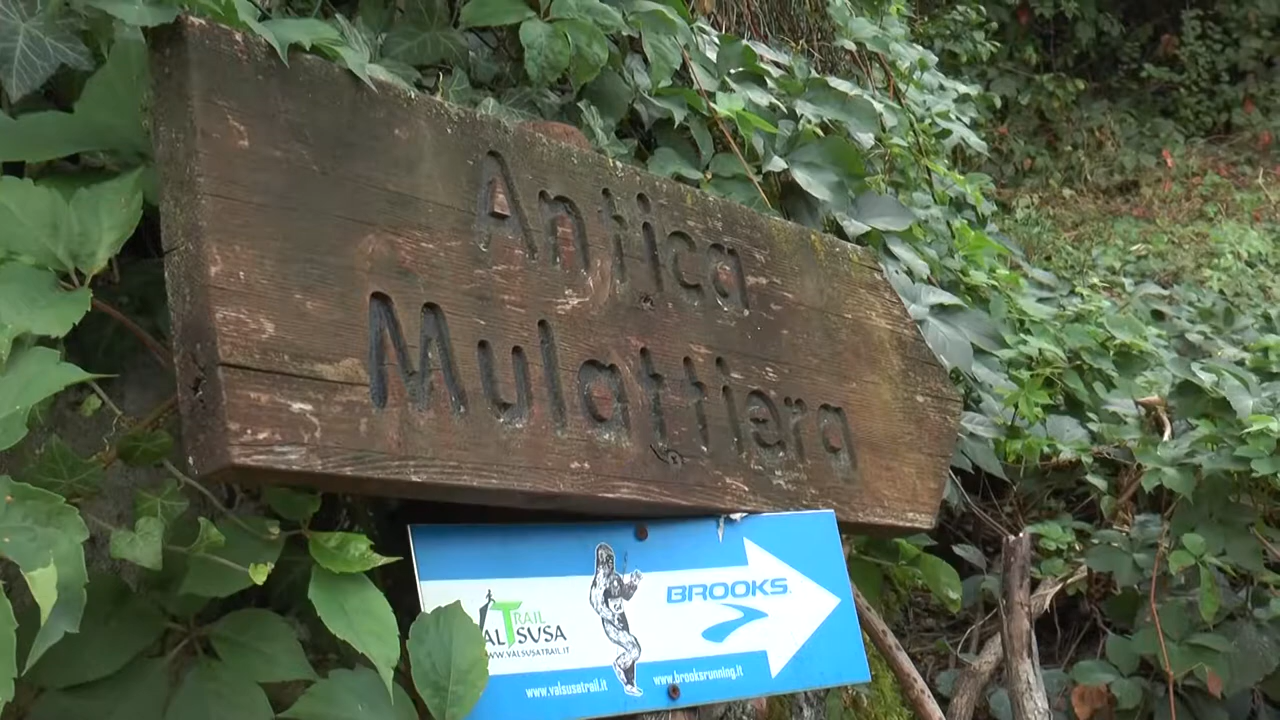 Antica
Mulattiera
TRAIL
VALSUSA
WWW.VALSUSATRAIL.IT
BROOKS
www.valsusatrail.it
www.brooksrunning.it